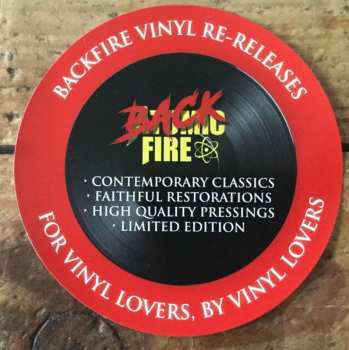 BACKFIRE VINYL RE-RELEASES
BACK
ATOMIC
FIRE
· CONTEMPORARY CLASSICS
· FAITHFUL RESTORATIONS
· HIGH QUALITY PRESSINGS
· LIMITED EDITION
FOR VINYL LOVERS, BY VINYL LOVERS